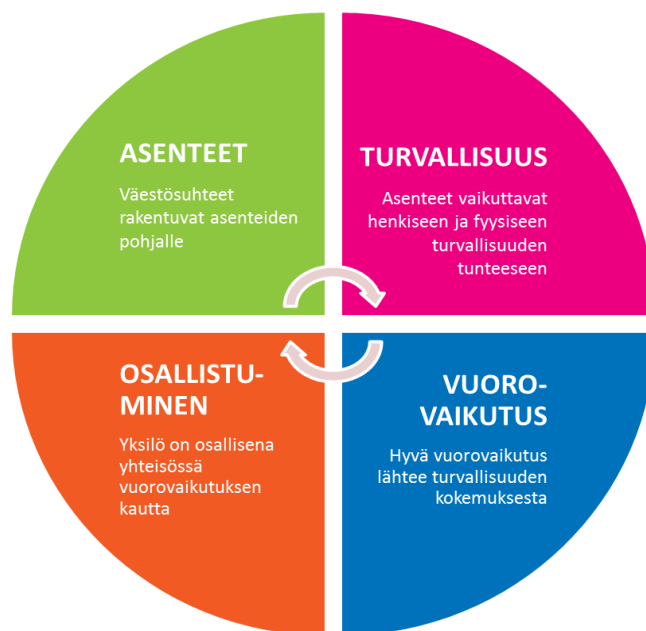 ASENTEET
Väestösuhteet
rakentuvat asenteiden
pohjalle
TURVALLISUUS
Asenteet vaikuttavat
henkiseen ja fyysiseen
turvallisuuden
tunteeseen
OSALLISTU-
MINEN
Yksilö on osallisena
yhteisössä
vuorovaikutuksen
kautta
VUORO-
VAIKUTUS
Hyvä vuorovaikutus
lähtee turvallisuuden
kokemuksesta